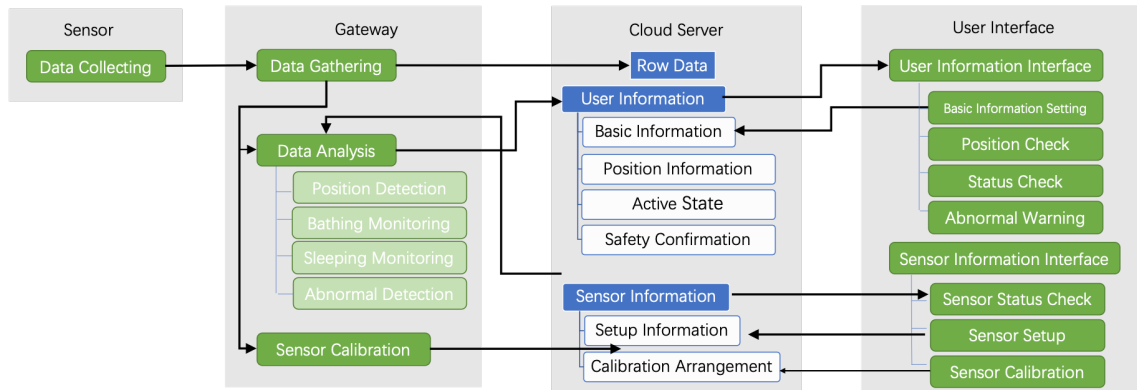 Sensor
Data Collecting
Gateway
Data Gathering
Data Analysis
Position Detection
Bathing Monitoring
Sleeping Monitoring
Abnormal Detection
Sensor Calibration
Cloud Server
Row Data
User Information
Basic Information
Position Information
Active State
Safety Confirmation
Sensor Information
Setup Information
Calibration Arrangement
User Interface
User Information Interface
Basic Information Setting
Position Check
Status Check
Abnormal Warning
Sensor Information Interface
Sensor Status Check
Sensor Setup
Sensor Calibration